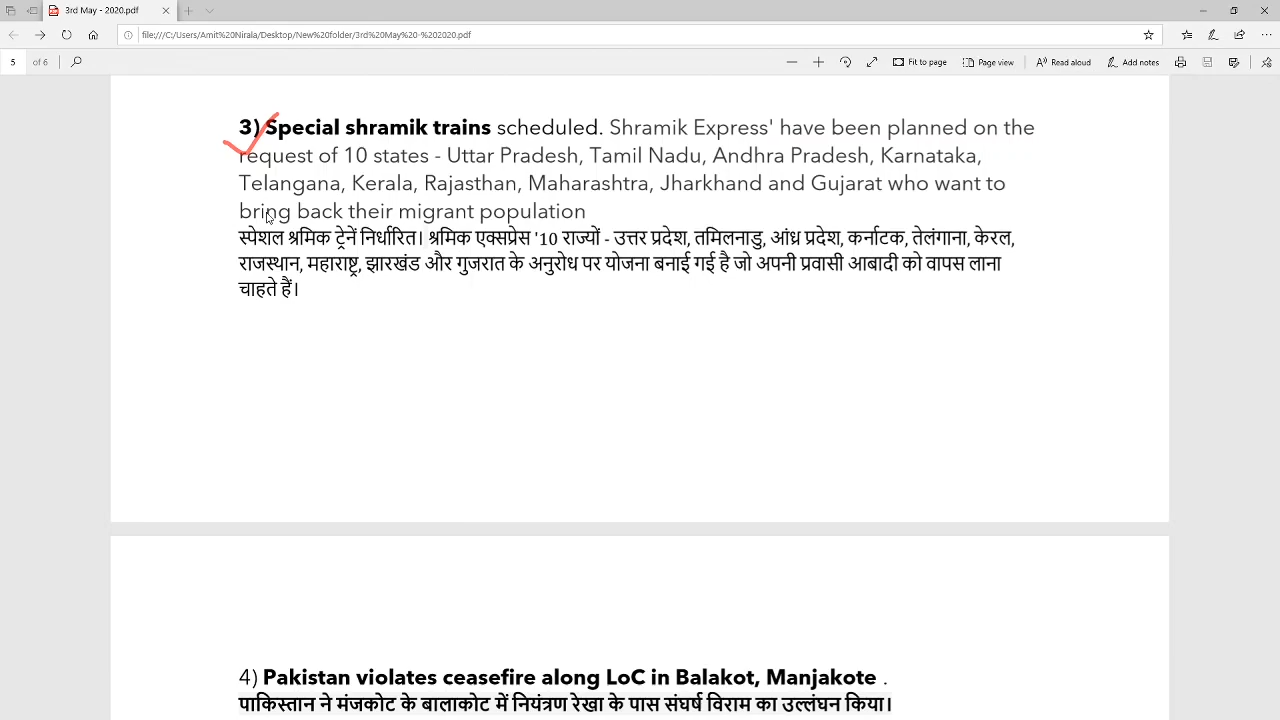 3rd May - 2020.pdf
file:///C:/Users/Amit%20Nirala/Desktop/New%20folder/3rd%20May%20-%202020.pdf
5 of 6 Fit to page Page view Read aloud Add notes
3) Special shramik trains scheduled. Shramik Express' have been planned on the
request of 10 states - Uttar Pradesh, Tamil Nadu, Andhra Pradesh, Karnataka,
Telangana, Kerala, Rajasthan, Maharashtra, Jharkhand and Gujarat who want to
bring back their migrant population
स्पेशल श्रमिक ट्रेनें निर्धारित। श्रमिक एक्सप्रेस '10 राज्यों - उत्तर प्रदेश, तमिलनाडु, आंध्र प्रदेश, कर्नाटक, तेलंगाना, केरल,
राजस्थान, महाराष्ट्र, झारखंड और गुजरात के अनुरोध पर योजना बनाई गई है जो अपनी प्रवासी आबादी को वापस लाना
चाहते हैं।
4) Pakistan violates ceasefire along LoC in Balakot, Manjakote .
पाकिस्तान ने मंजकोट के बालाकोट में नियंत्रण रेखा के पास संघर्ष विराम का उल्लंघन किया।